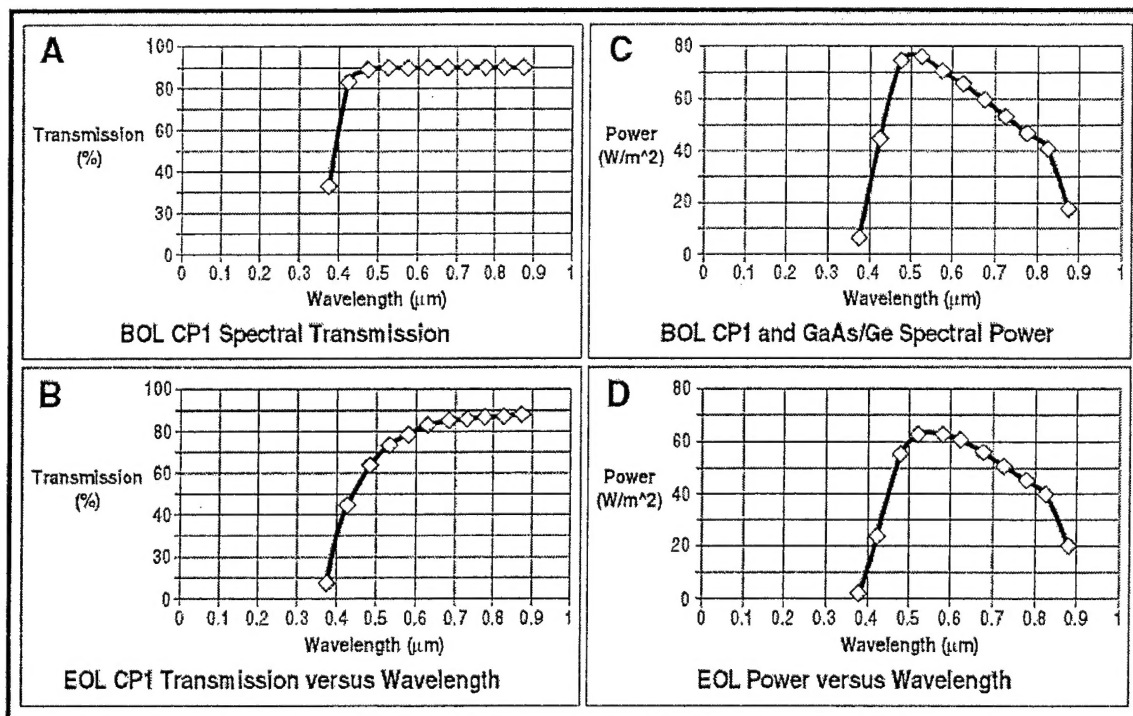 A
100
80
Transmission
(%)
60
40
30
0
0 0.1 0.2 0.3 0.4 0.5 0.6 0.7 0.8 0.9 1
Wavelength (μm)
BOL CP1 Spectral Transmission
C
80
60
Power
(W/m^2)
40
20
0
0 0.1 0.2 0.3 0.4 0.5 0.6 0.7 0.8 0.9 1
Wavelength (μm)
BOL CP1 and GaAs/Ge Spectral Power
B
100
80
Transmission
(%)
60
40
30
0
0 0.1 0.2 0.3 0.4 0.5 0.6 0.7 0.8 0.9 1
Wavelength (μm)
EOL CP1 Transmission versus Wavelength
D
80
60
Power
(W/m^2)
40
20
0
0 0.1 0.2 0.3 0.4 0.5 0.6 0.7 0.8 0.9 1
Wavelength (μm)
EOL Power versus Wavelength